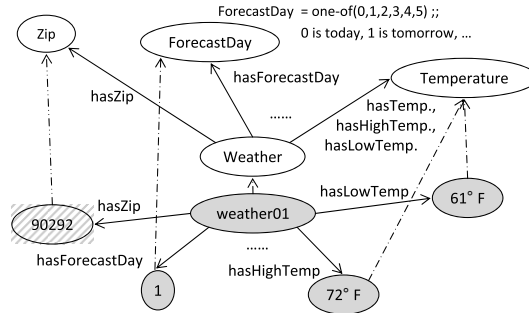 ForecastDay = one-of(0,1,2,3,4,5) ;;
0 is today, 1 is tomorrow, ...
Zip
ForecastDay
Temperature
hasForecastDay
hasZip
......
hasTemp.,
hasHighTemp.,
hasLowTemp.
Weather
hasZip
hasLowTemp
61° F
90292
weather01
hasForecastDay
......
hasHighTemp
1
72° F